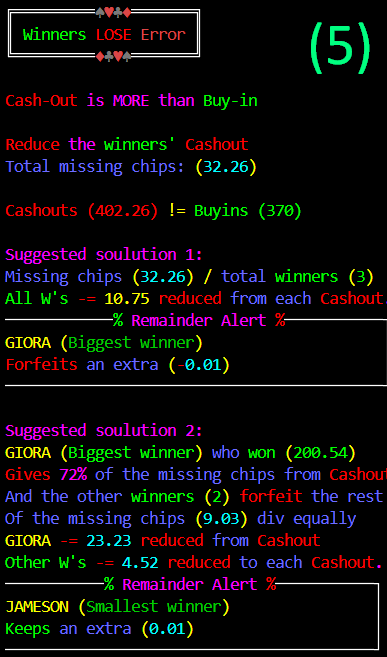 ♠♥♣♦
Winners LOSE Error
♦♣♥♠
(5)
Cash-Out is MORE than Buy-in
Reduce the winners' Cashout
Total missing chips: (32.26)
Cashouts (402.26) != Buyins (370)
Suggested soulution 1:
Missing chips (32.26) / total winners (3)
All W's -= 10.75 reduced from each Cashout.
% Remainder Alert %
GIORA (Biggest winner)
Forfeits an extra (-0.01)
Suggested soulution 2:
GIORA (Biggest winner) who won (200.54)
Gives 72% of the missing chips from Cashout
And the other winners (2) forfeit the rest
Of the missing chips (9.03) div equally
GIORA -= 23.23 reduced from Cashout
Other W's -= 4.52 reduced to each Cashout.
% Remainder Alert %
JAMESON (Smallest winner)
Keeps an extra (0.01)